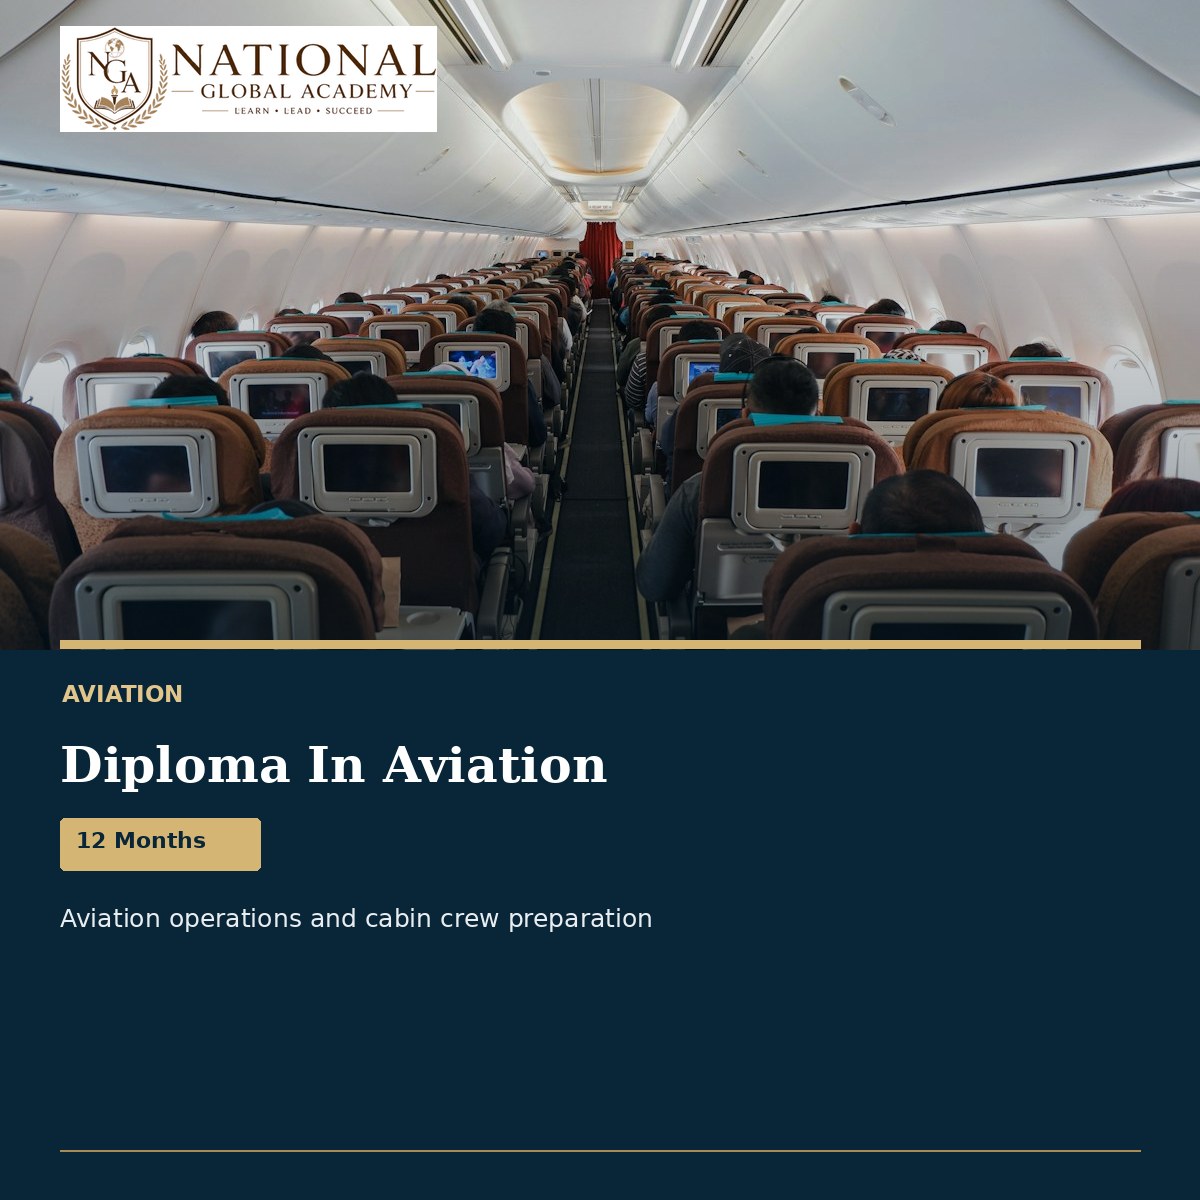 NGA
NATIONAL
GLOBAL ACADEMY
LEARN • LEAD • SUCCEED
AVIATION
Diploma In Aviation
12 Months
Aviation operations and cabin crew preparation